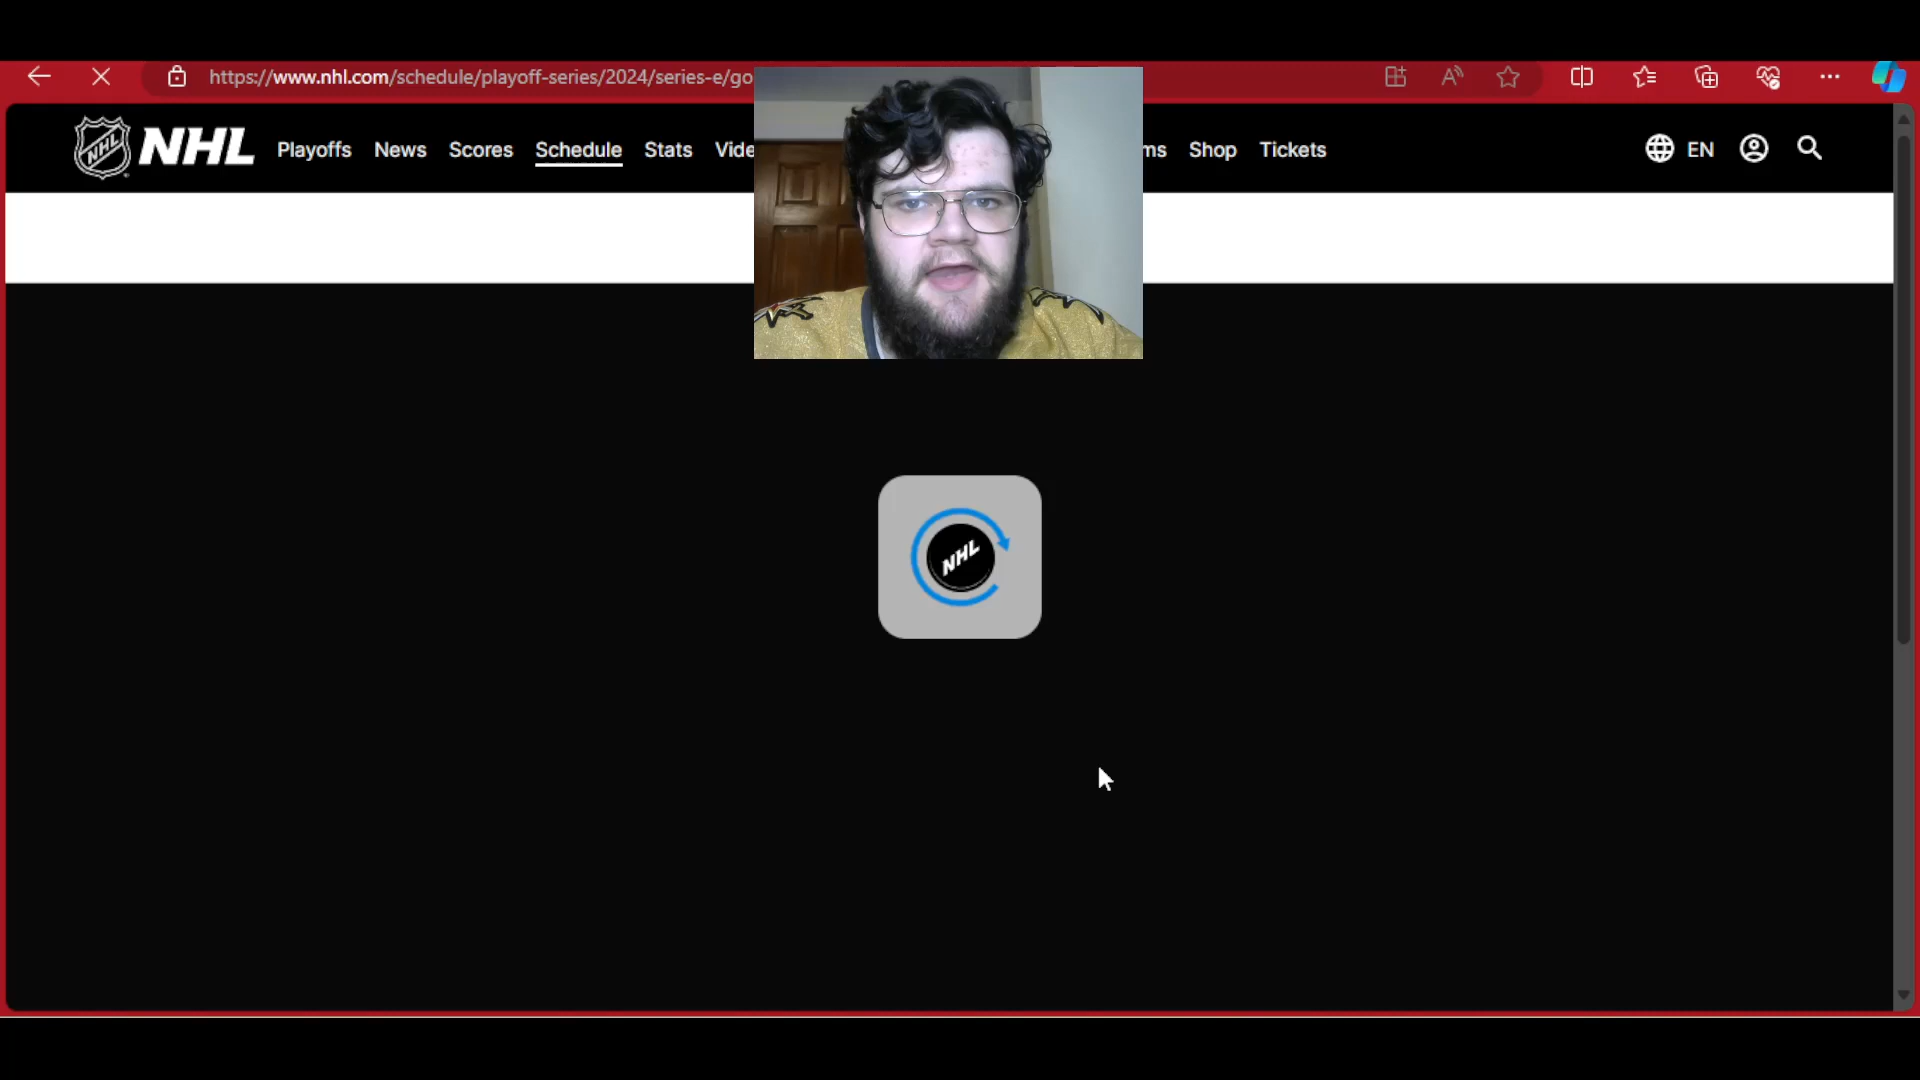 https://www.nhl.com/schedule/playoff-series/2024/series-e/go
NHL Playoffs News Scores Schedule Stats Vide ms Shop Tickets EN
NHL